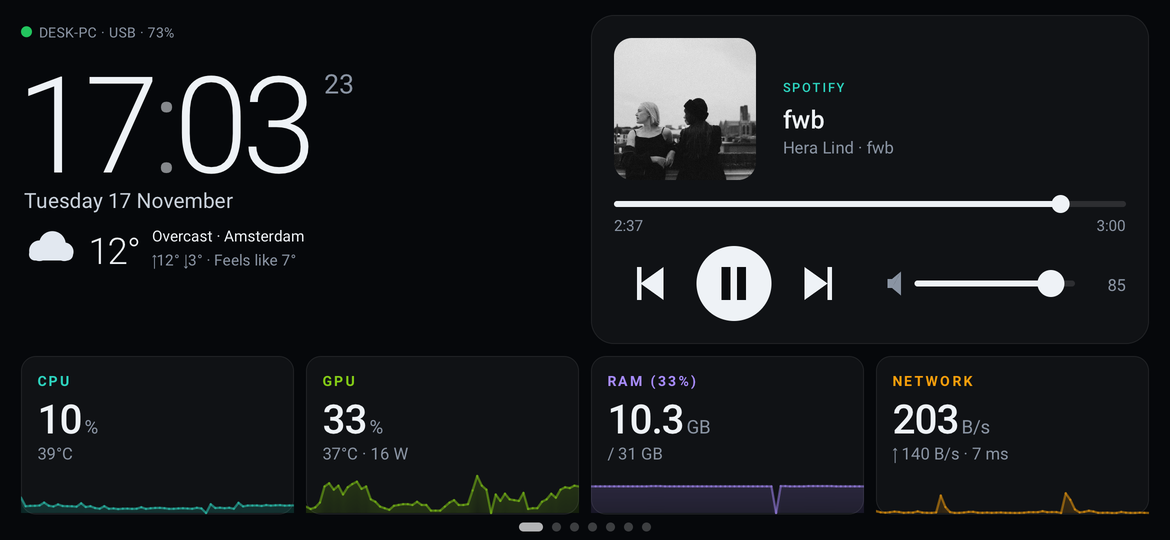 DESK-PC · USB · 73%
17:03 23
Tuesday 17 November
12°
Overcast · Amsterdam
↑12° ↓3° · Feels like 7°
SPOTIFY
fwb
Hera Lind · fwb
2:37 3:00
85
CPU
10 %
39°C
GPU
33 %
37°C · 16 W
RAM (33%)
10.3 GB
/ 31 GB
NETWORK
203 B/s
↑ 140 B/s · 7 ms